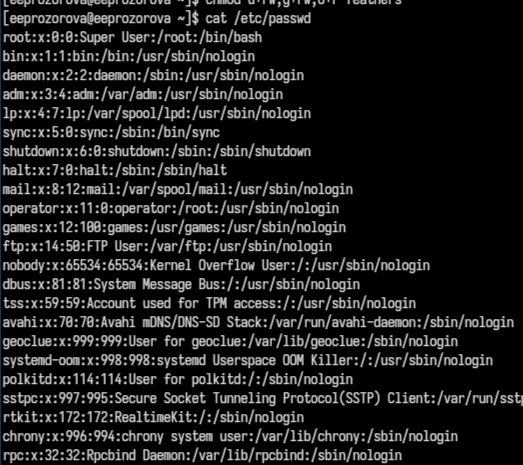 [eeprozorova@eeprozorova ~]$ chmod u+rw,g+rw,o+r feathers
[eeprozorova@eeprozorova ~]$ cat /etc/passwd
root:x:0:0:Super User:/root:/bin/bash
bin:x:1:1:bin:/bin:/usr/sbin/nologin
daemon:x:2:2:daemon:/sbin:/usr/sbin/nologin
adm:x:3:4:adm:/var/adm:/usr/sbin/nologin
lp:x:4:7:lp:/var/spool/lpd:/usr/sbin/nologin
sync:x:5:0:sync:/sbin:/bin/sync
shutdown:x:6:0:shutdown:/sbin:/sbin/shutdown
halt:x:7:0:halt:/sbin:/sbin/halt
mail:x:8:12:mail:/var/spool/mail:/usr/sbin/nologin
operator:x:11:0:operator:/root:/usr/sbin/nologin
games:x:12:100:games:/usr/games:/usr/sbin/nologin
ftp:x:14:50:FTP User:/var/ftp:/usr/sbin/nologin
nobody:x:65534:65534:Kernel Overflow User:/:/usr/sbin/nologin
dbus:x:81:81:System Message Bus:/:/usr/sbin/nologin
tss:x:59:59:Account used for TPM access:/:/usr/sbin/nologin
avahi:x:70:70:Avahi mDNS/DNS-SD Stack:/var/run/avahi-daemon:/sbin/nologin
geoclue:x:999:999:User for geoclue:/var/lib/geoclue:/sbin/nologin
systemd-oom:x:998:998:systemd Userspace OOM Killer:/:/usr/sbin/nologin
polkitd:x:114:114:User for polkitd:/:/sbin/nologin
sstpc:x:997:995:Secure Socket Tunneling Protocol(SSTP) Client:/var/run/sstp
rtkit:x:172:172:RealtimeKit:/:/sbin/nologin
chrony:x:996:994:chrony system user:/var/lib/chrony:/sbin/nologin
rpc:x:32:32:Rpcbind Daemon:/var/lib/rpcbind:/sbin/nologin